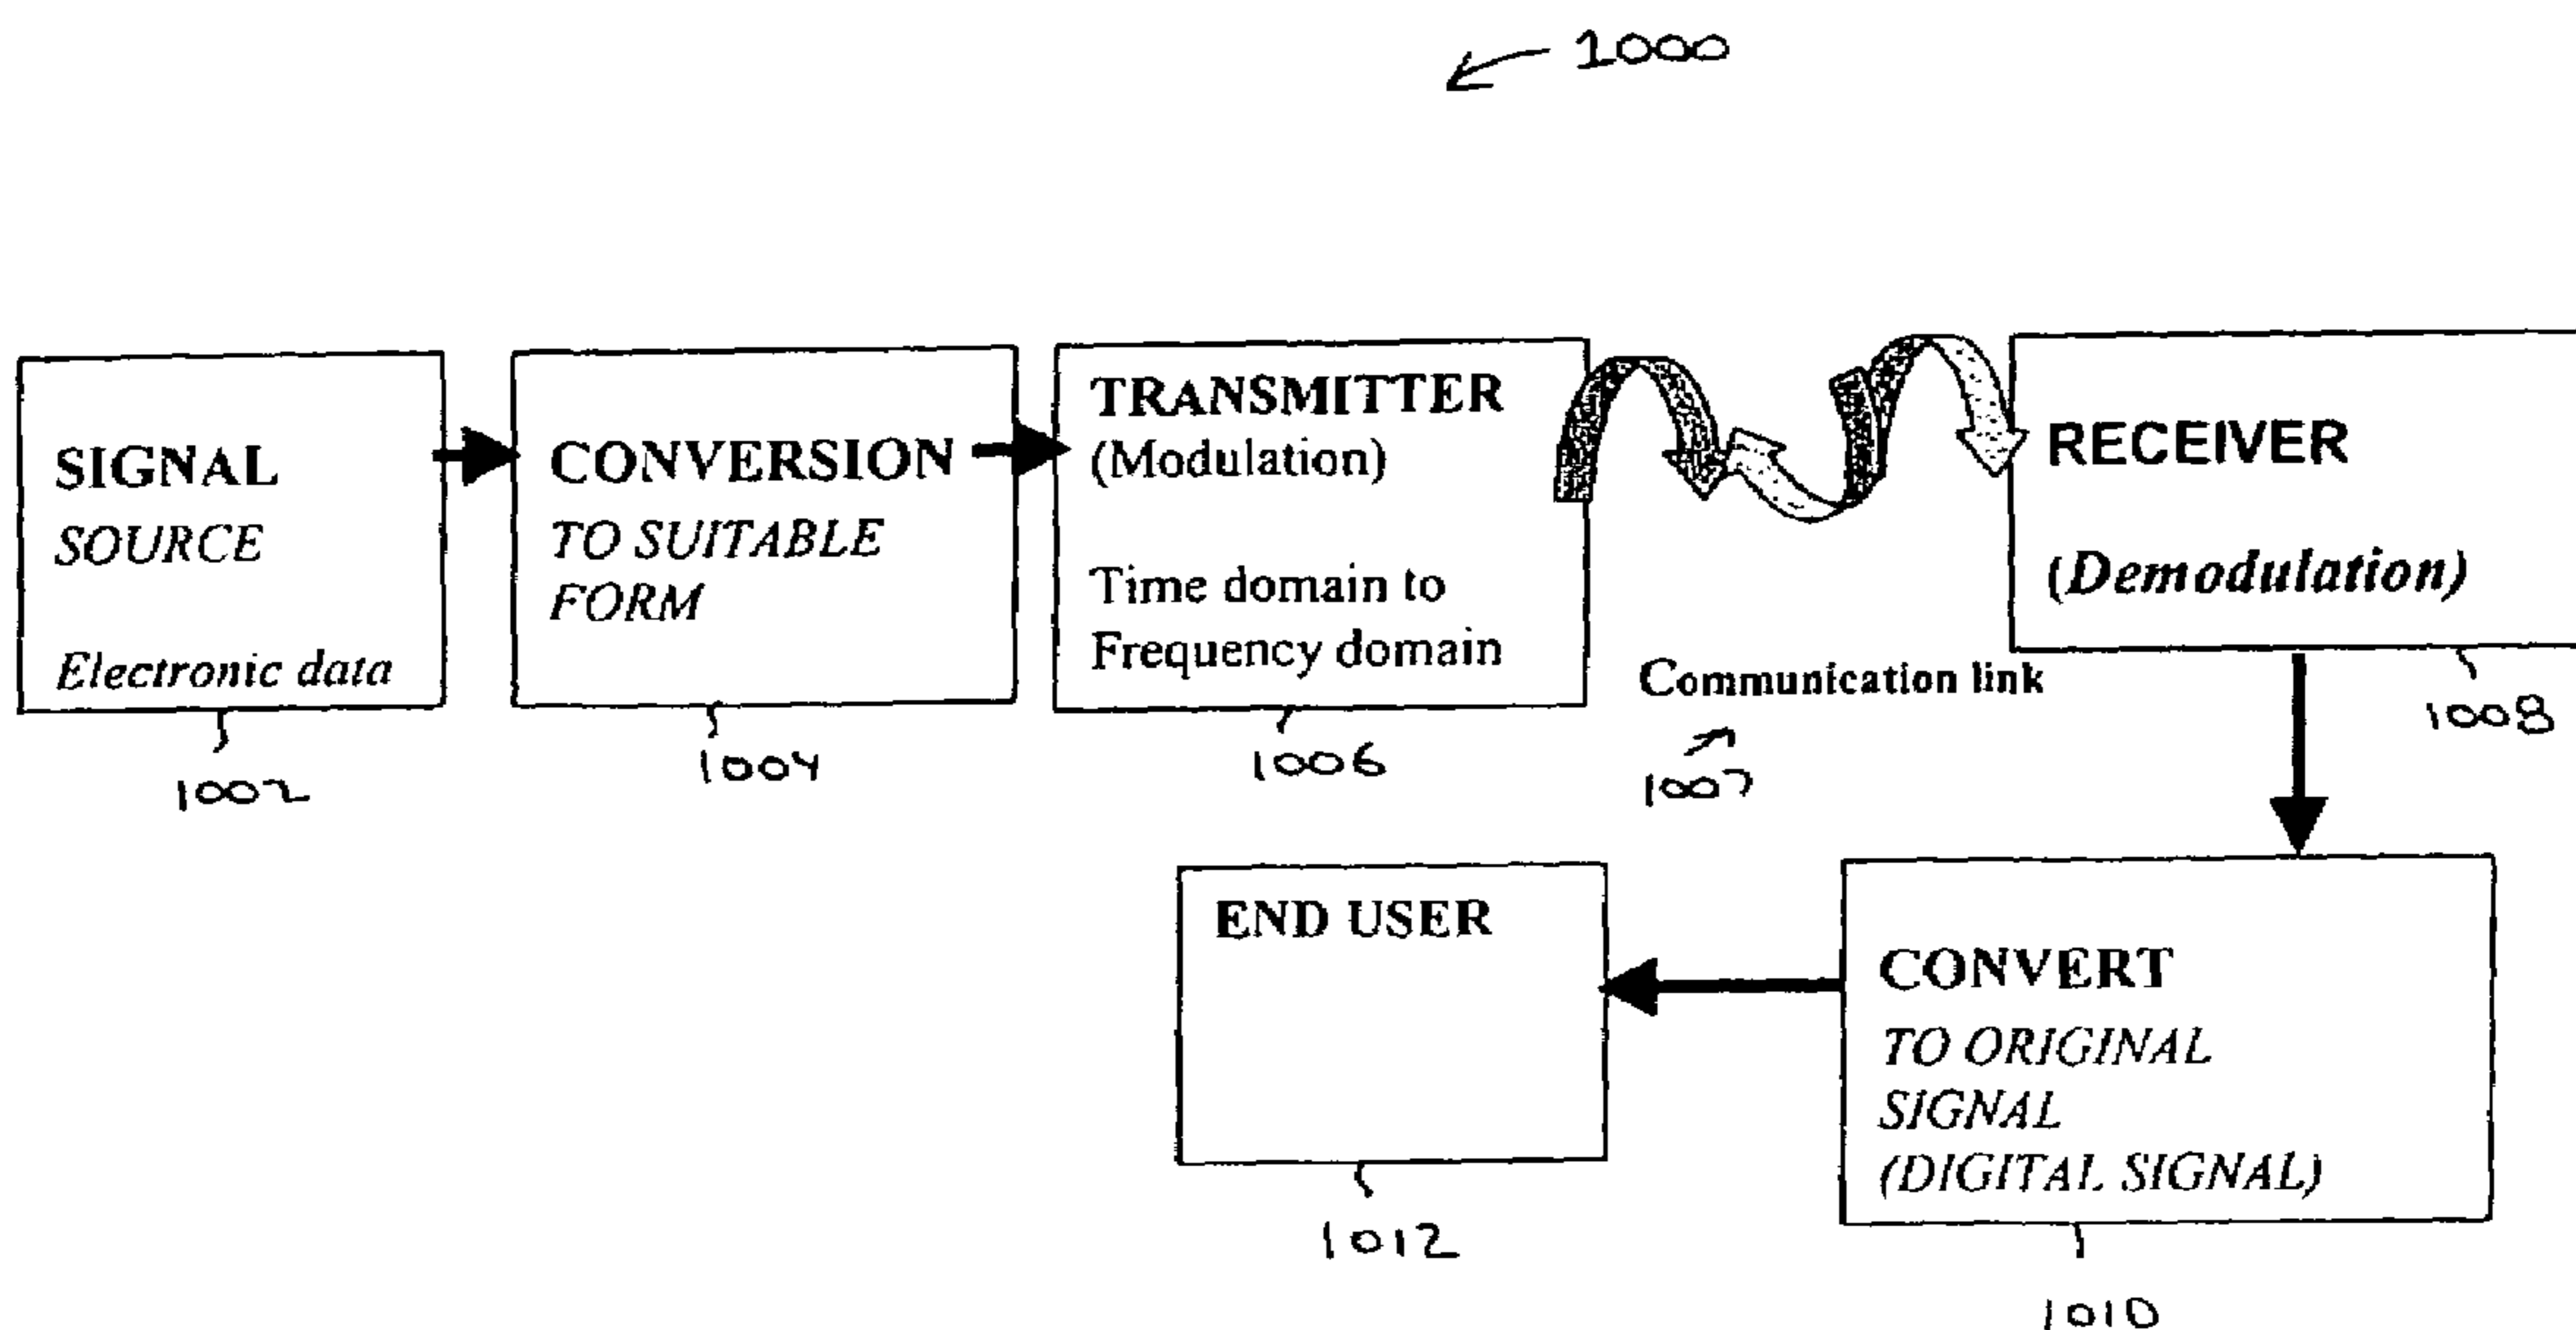 1000
SIGNAL
SOURCE
Electronic data
1002
CONVERSION
TO SUITABLE
FORM
1004
TRANSMITTER
(Modulation)
Time domain to
Frequency domain
1006
Communication link
1007
RECEIVER
(Demodulation)
1008
END USER
1012
CONVERT
TO ORIGINAL
SIGNAL
(DIGITAL SIGNAL)
1010